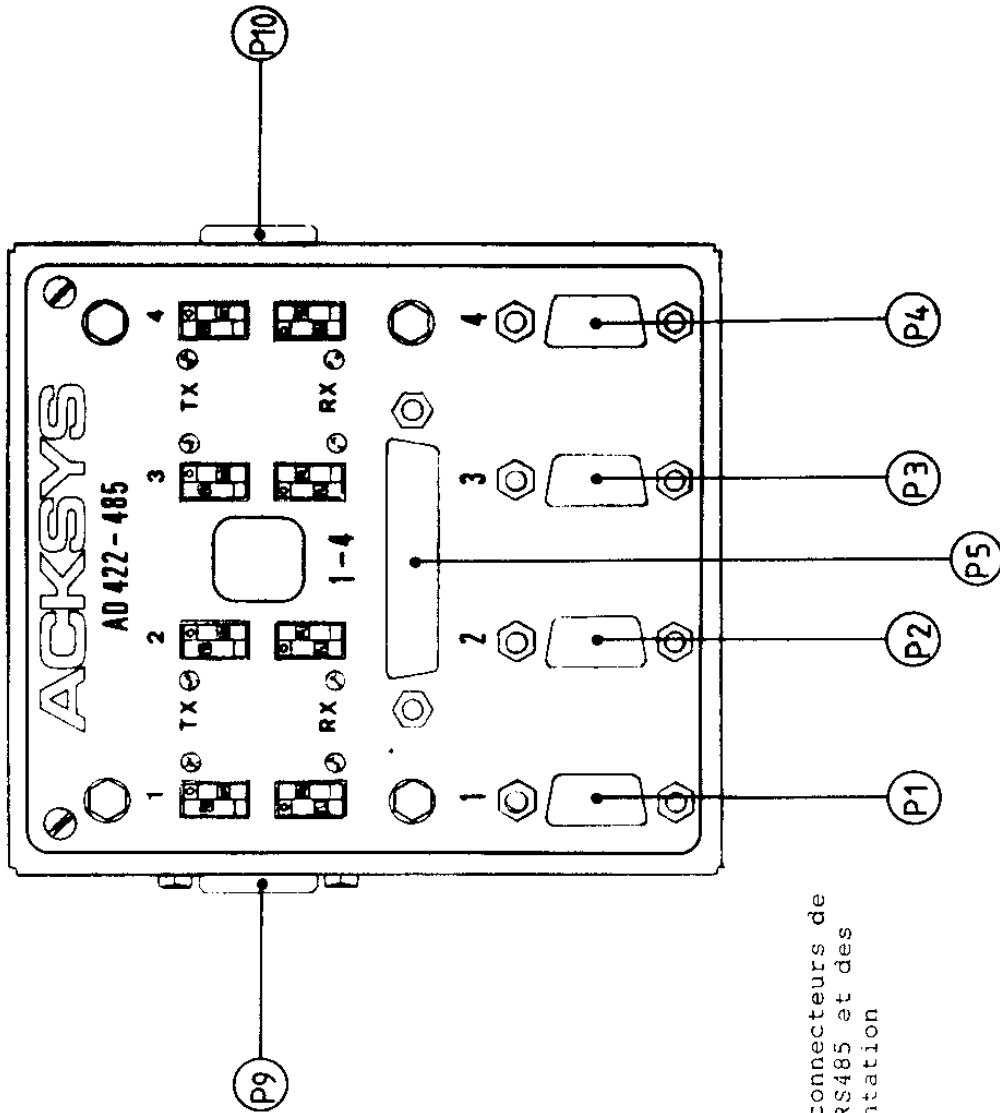 ACKSYS
AD 422-485
1 2 3 4
TX TX
P9 P10
RX RX
1-4
1 2 3 4
connecteurs de
RS485 et des
ntation
P1 P2 P3 P4
P5